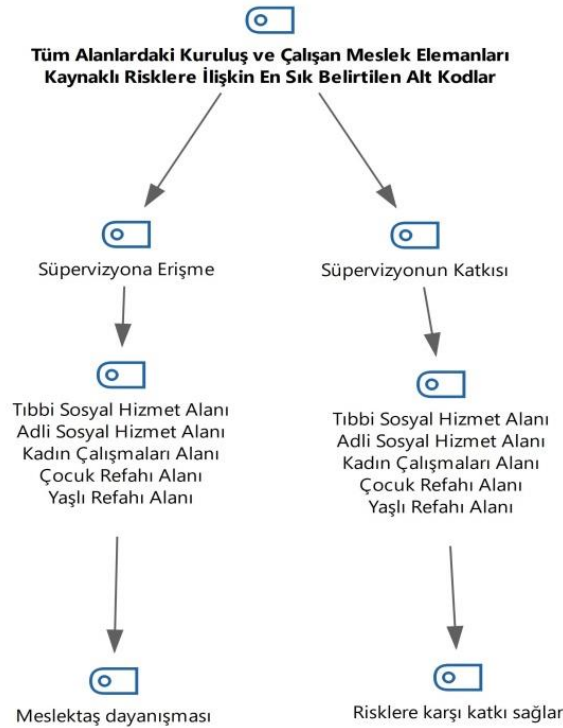 Tüm Alanlardaki Kuruluş ve Çalışan Meslek Elemanları
Kaynaklı Risklere İlişkin En Sık Belirtilen Alt Kodlar
Süpervizyona Erişme
Süpervizyonun Katkısı
Tıbbi Sosyal Hizmet Alanı
Adli Sosyal Hizmet Alanı
Kadın Çalışmaları Alanı
Çocuk Refahı Alanı
Yaşlı Refahı Alanı
Tıbbi Sosyal Hizmet Alanı
Adli Sosyal Hizmet Alanı
Kadın Çalışmaları Alanı
Çocuk Refahı Alanı
Yaşlı Refahı Alanı
Meslektaş dayanışması
Risklere karşı katkı sağlar